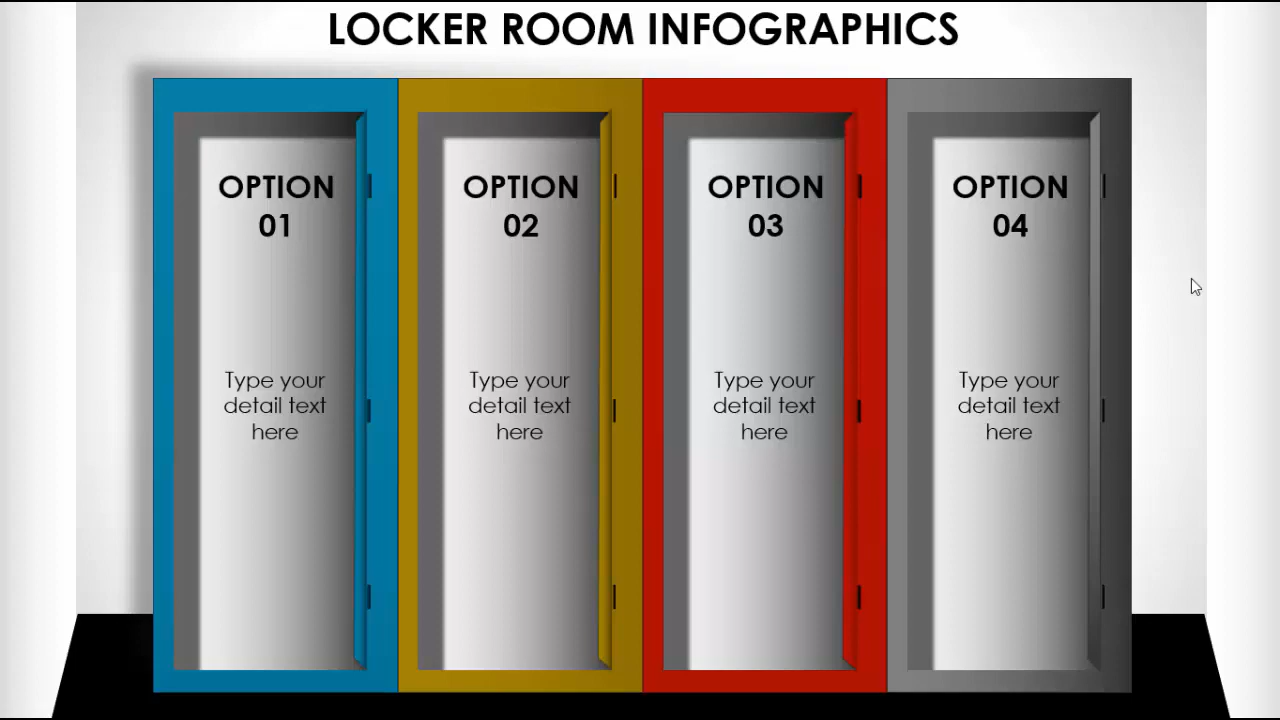 LOCKER ROOM INFOGRAPHICS
OPTION
01
Type your
detail text
here
OPTION
02
Type your
detail text
here
OPTION
03
Type your
detail text
here
OPTION
04
Type your
detail text
here